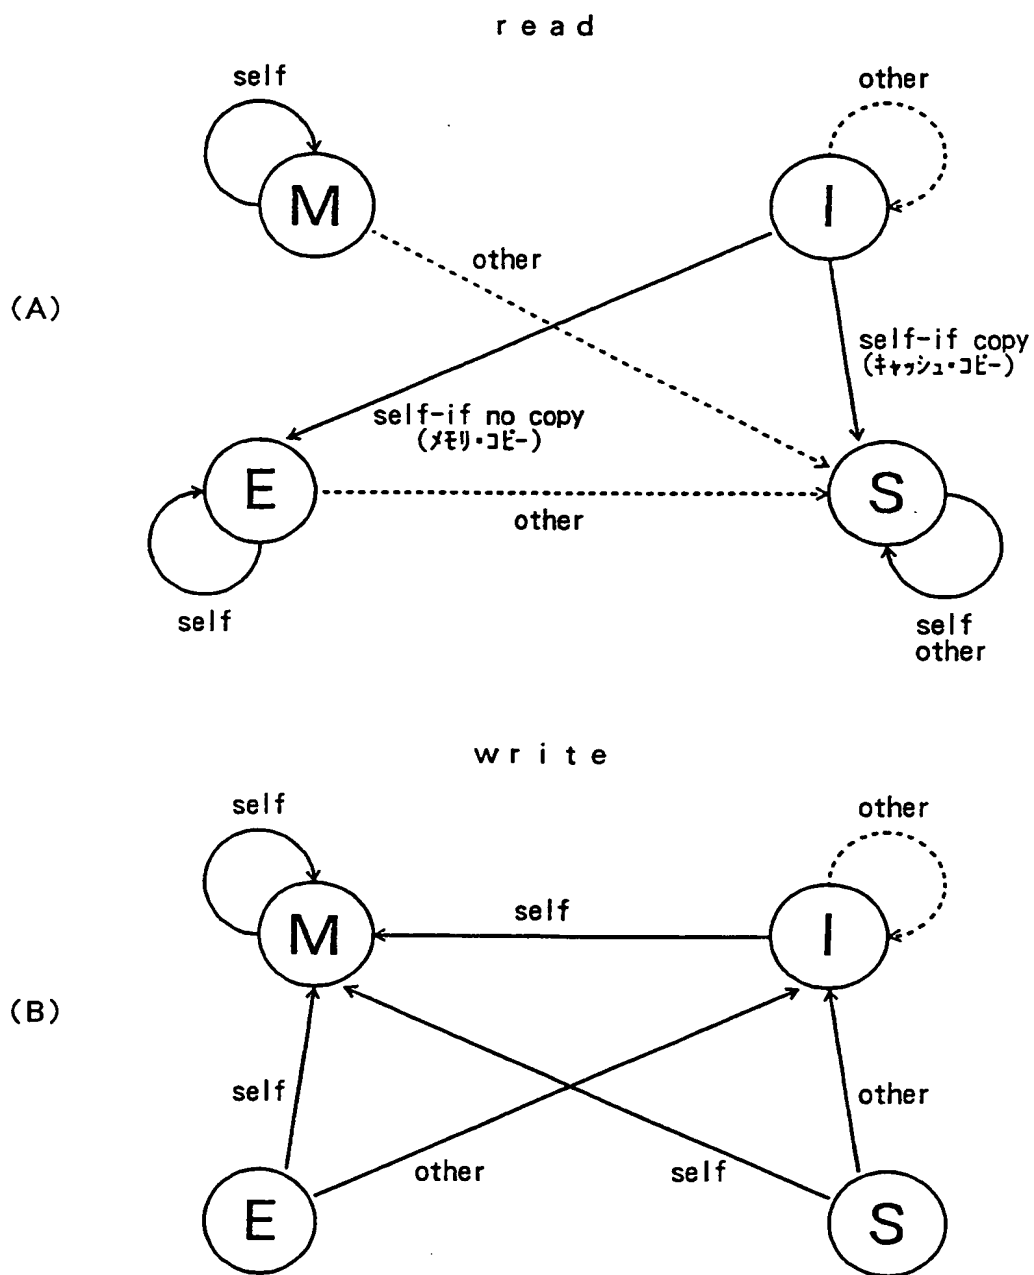 read
self
other
M
I
other
(A)
self-if copy
(キャッシュ・コピー)
self-if no copy
(メモリ・コピー)
E
S
other
self
self
other
write
self
other
M
self
I
(B)
self
other
other
self
E
S